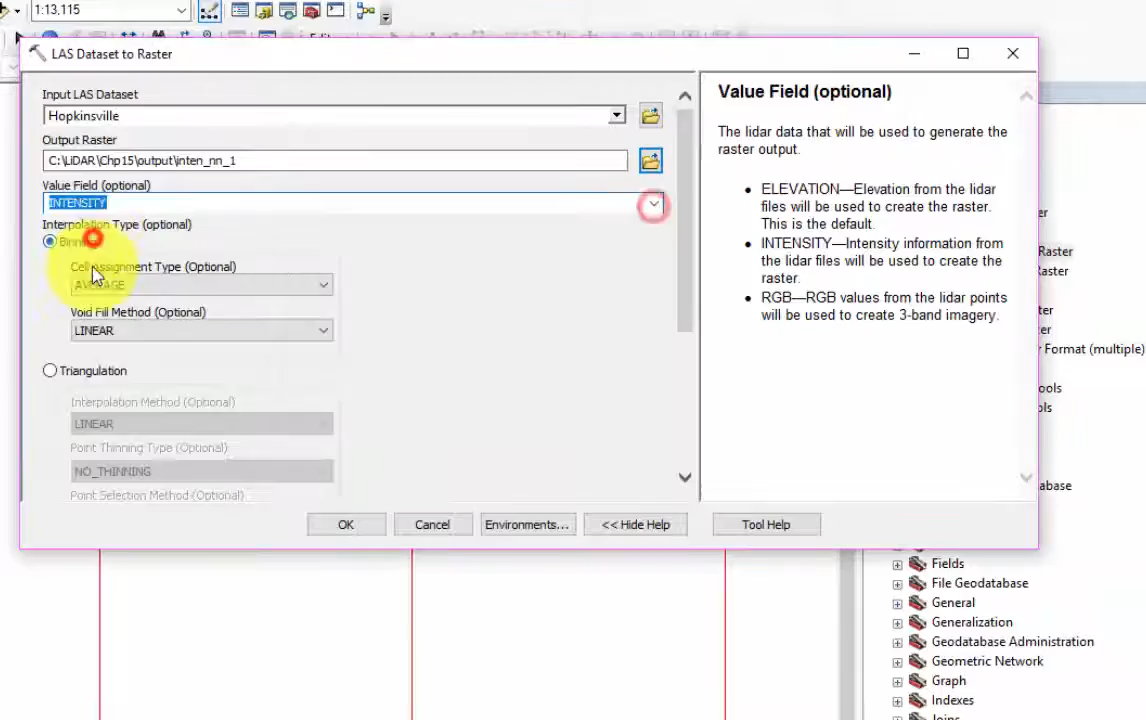 1:13,115
LAS Dataset to Raster
Input LAS Dataset
Hopkinsville
Output Raster
C:\LiDAR\Chp15\output\inten_nn_1
Value Field (optional)
INTENSITY
Interpolation Type (optional)
Cell Assignment Type (Optional)
AVERAGE
Void Fill Method (Optional)
LINEAR
Triangulation
Interpolation Method (Optional)
LINEAR
Point Thinning Type (Optional)
NO_THINNING
Point Selection Method (Optional)
OK
Cancel
Environments...
<< Hide Help
Tool Help
Value Field (optional)
The lidar data that will be used to generate the
raster output.
ELEVATION—Elevation from the lidar
files will be used to create the raster.
This is the default.
INTENSITY—Intensity information from
the lidar files will be used to create the
raster.
RGB—RGB values from the lidar points
will be used to create 3-band imagery.
Raster
Format (multiple)
Fields
File Geodatabase
General
Generalization
Geodatabase Administration
Geometric Network
Graph
Indexes